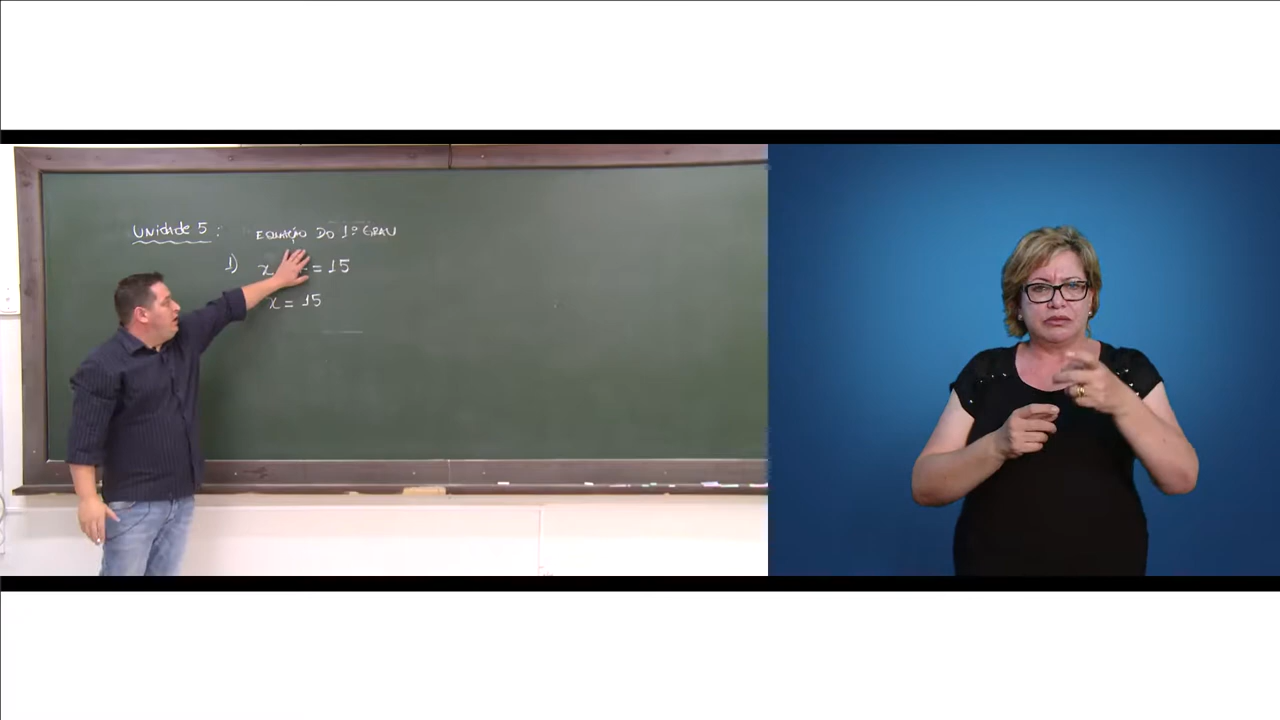 Unidade 5: EQUAÇÃO DO 1º GRAU
1) x = 15
x = 15